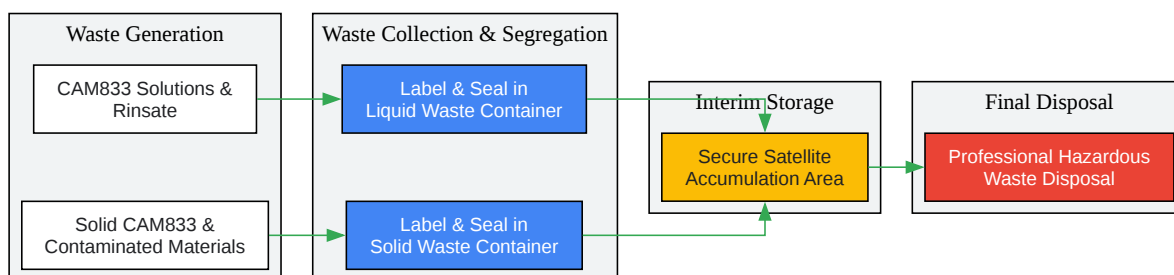 Waste Generation
CAM833 Solutions &
Rinsate
Solid CAM833 &
Contaminated Materials
Waste Collection & Segregation
Label & Seal in
Liquid Waste Container
Label & Seal in
Solid Waste Container
Interim Storage
Secure Satellite
Accumulation Area
Final Disposal
Professional Hazardous
Waste Disposal